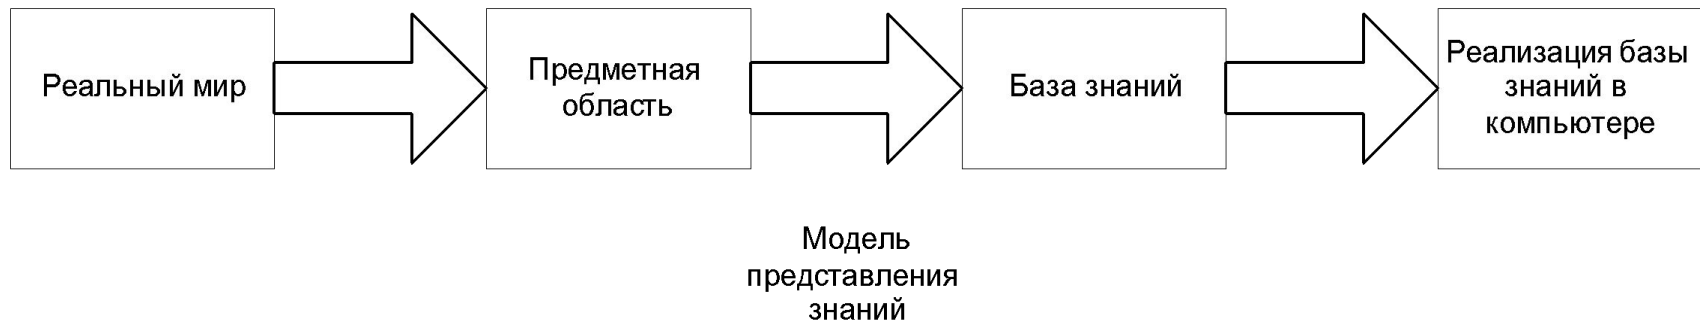 Реальный мир
Предметная
область
База знаний
Реализация базы
знаний в
компьютере
Модель
представления
знаний